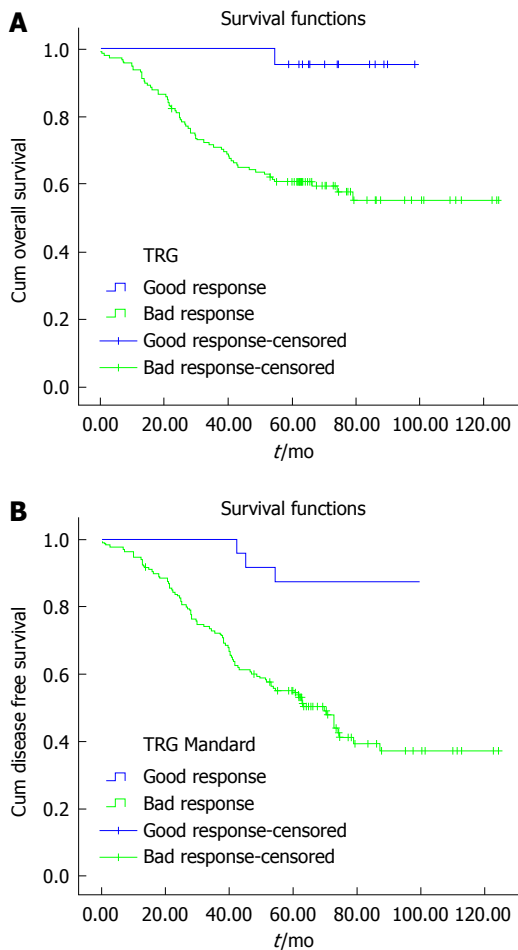 A
Survival functions
Cum overall survival
1.0
0.8
0.6
0.4
0.2
0.0
TRG
Good response
Bad response
Good response-censored
Bad response-censored
0.00 20.00 40.00 60.00 80.00 100.00 120.00
t/mo
B
Survival functions
Cum disease free survival
1.0
0.8
0.6
0.4
0.2
0.0
TRG Mandard
Good response
Bad response
Good response-censored
Bad response-censored
0.00 20.00 40.00 60.00 80.00 100.00 120.00
t/mo